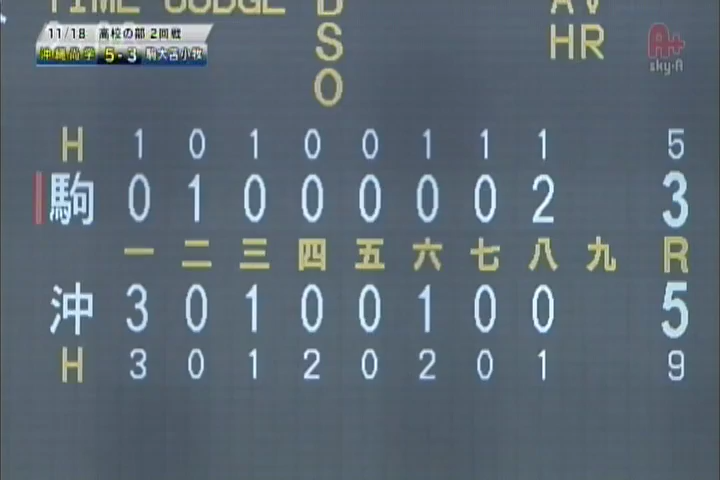 TIME JUDGE B AV
11/18 高校の部 2回戦
沖縄尚学 5-3 駒大苫小牧
S HR
A+
sky・A
O
H 1 0 1 0 0 1 1 1 5
駒 0 1 0 0 0 0 0 2 3
一 二 三 四 五 六 七 八 九 R
沖 3 0 1 0 0 1 0 0 5
H 3 0 1 2 0 2 0 1 9